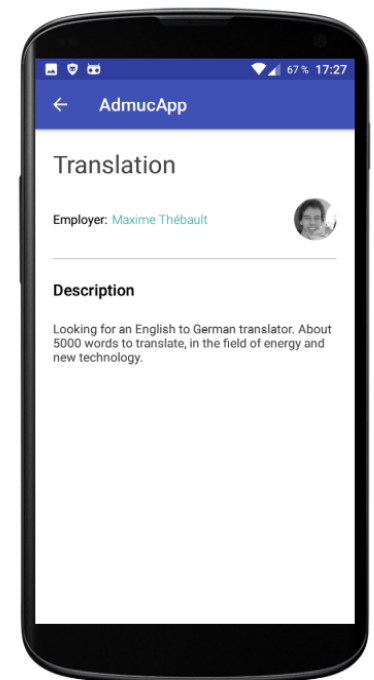 67 % 17:27
AdmucApp
Translation
Employer: Maxime Thébault
Description
Looking for an English to German translator. About
5000 words to translate, in the field of energy and
new technology.